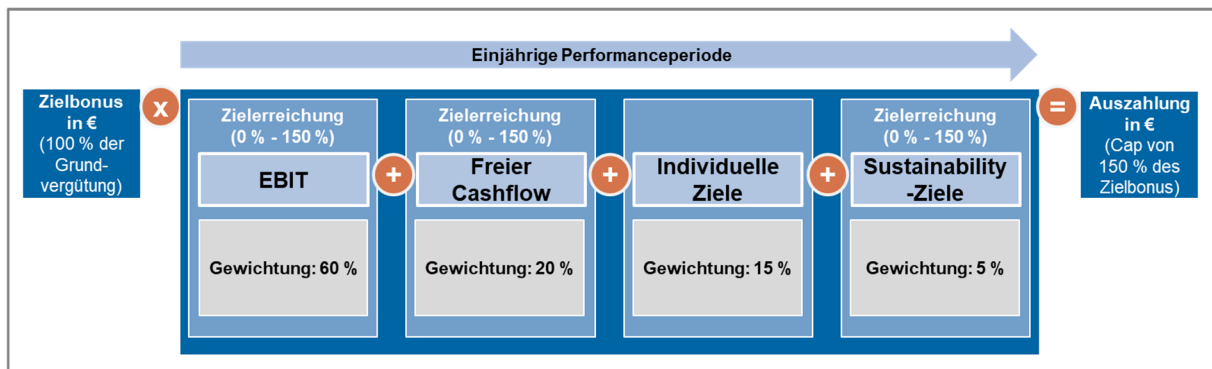 Einjährige Performanceperiode
Zielbonus
in €
(100 % der
Grund-
vergütung)
x
Zielerreichung
(0 % - 150 %)
EBIT
Gewichtung: 60 %
+
Zielerreichung
(0 % - 150 %)
Freier
Cashflow
Gewichtung: 20 %
+
Individuelle
Ziele
Gewichtung: 15 %
+
Zielerreichung
(0 % - 150 %)
Sustainability
-Ziele
Gewichtung: 5 %
=
Auszahlung
in €
(Cap von
150 % des
Zielbonus)